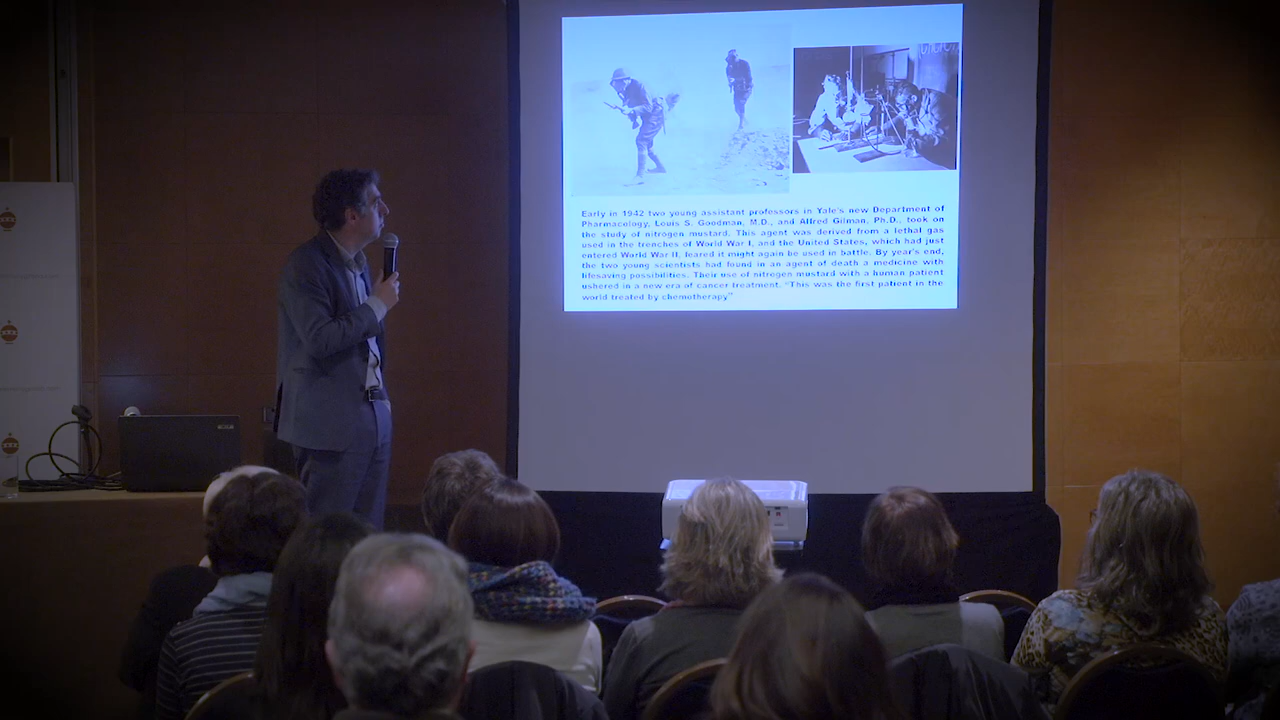 Early in 1942 two young assistant professors in Yale's new Department of
Pharmacology, Louis S. Goodman, M.D., and Alfred Gilman, Ph.D., took on
the study of nitrogen mustard. This agent was derived from a lethal gas
used in the trenches of World War I, and the United States, which had just
entered World War II, feared it might again be used in battle. By year's end,
the two young scientists had found in an agent of death a medicine with
lifesaving possibilities. Their use of nitrogen mustard with a human patient
ushered in a new era of cancer treatment. "This was the first patient in the
world treated by chemotherapy"